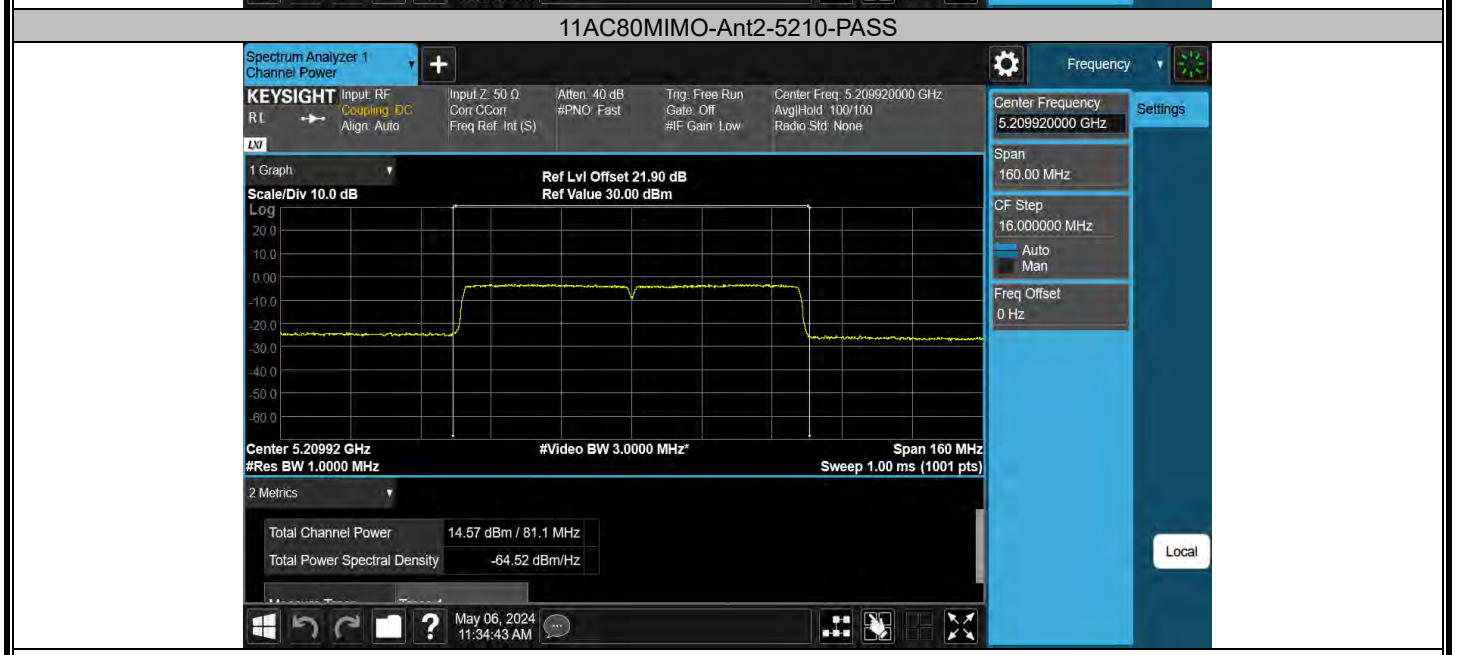 11AC80MIMO-Ant2-5210-PASS
Spectrum Analyzer 1
Channel Power
Frequency
KEYSIGHT
Input: RF
Coupling: DC
Align: Auto
Input Z: 50 Ω
Corr CCorr
Freq Ref: Int (S)
Atten: 40 dB
#PNO: Fast
Trig: Free Run
Gate: Off
#IF Gain: Low
Center Freq: 5.209920000 GHz
Avg|Hold: 100/100
Radio Std: None
LXI
Center Frequency
5.209920000 GHz
Settings
Span
160.00 MHz
CF Step
16.000000 MHz
Auto
Man
Freq Offset
0 Hz
1 Graph
Scale/Div 10.0 dB
Ref Lvl Offset 21.90 dB
Ref Value 30.00 dBm
Log
20.0
10.0
0.00
-10.0
-20.0
-30.0
-40.0
-50.0
-60.0
Center 5.20992 GHz
#Video BW 3.0000 MHz*
Span 160 MHz
#Res BW 1.0000 MHz
Sweep 1.00 ms (1001 pts)
2 Metrics
Total Channel Power 14.57 dBm / 81.1 MHz
Total Power Spectral Density -64.52 dBm/Hz
Local
?
May 06, 2024
11:34:43 AM